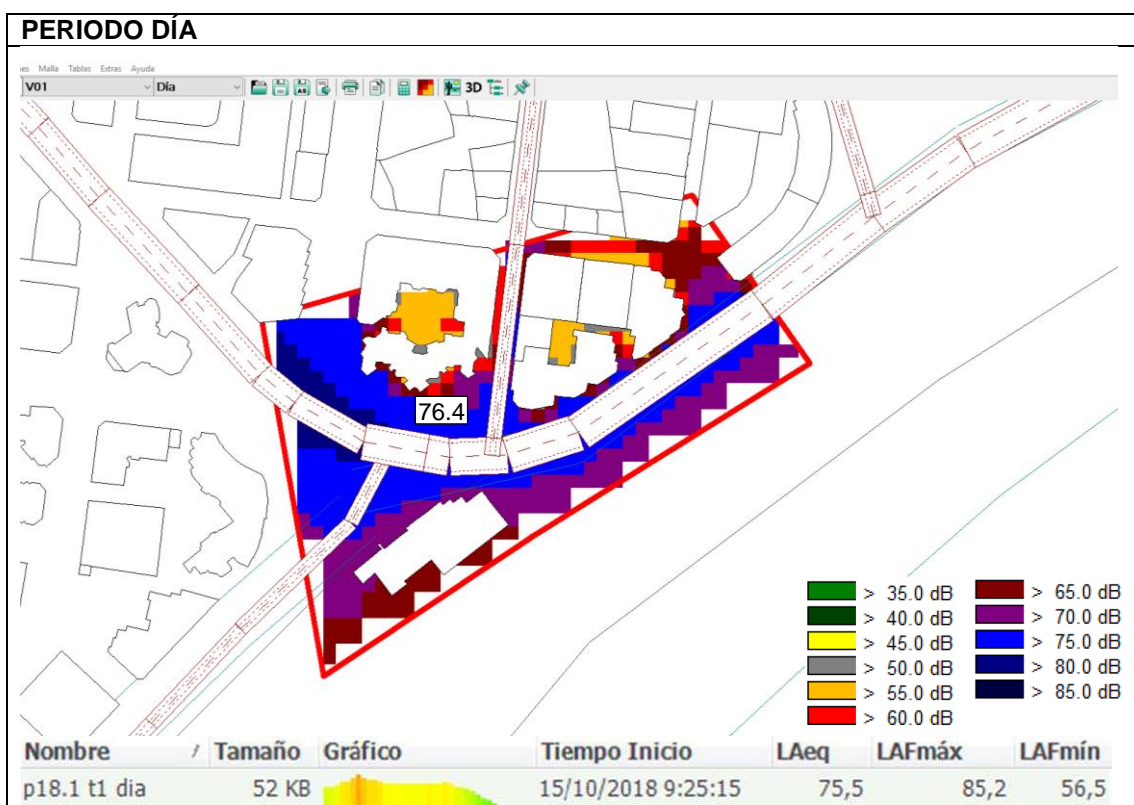 PERIODO DÍA
nes Malla Tablas Extras Ayuda
V01 Día 3D
76.4
> 35.0 dB > 65.0 dB
> 40.0 dB > 70.0 dB
> 45.0 dB > 75.0 dB
> 50.0 dB > 80.0 dB
> 55.0 dB > 85.0 dB
> 60.0 dB
Nombre / Tamaño Gráfico Tiempo Inicio LAeq LAFmáx LAFmín
p18.1 t1 dia 52 KB 15/10/2018 9:25:15 75,5 85,2 56,5